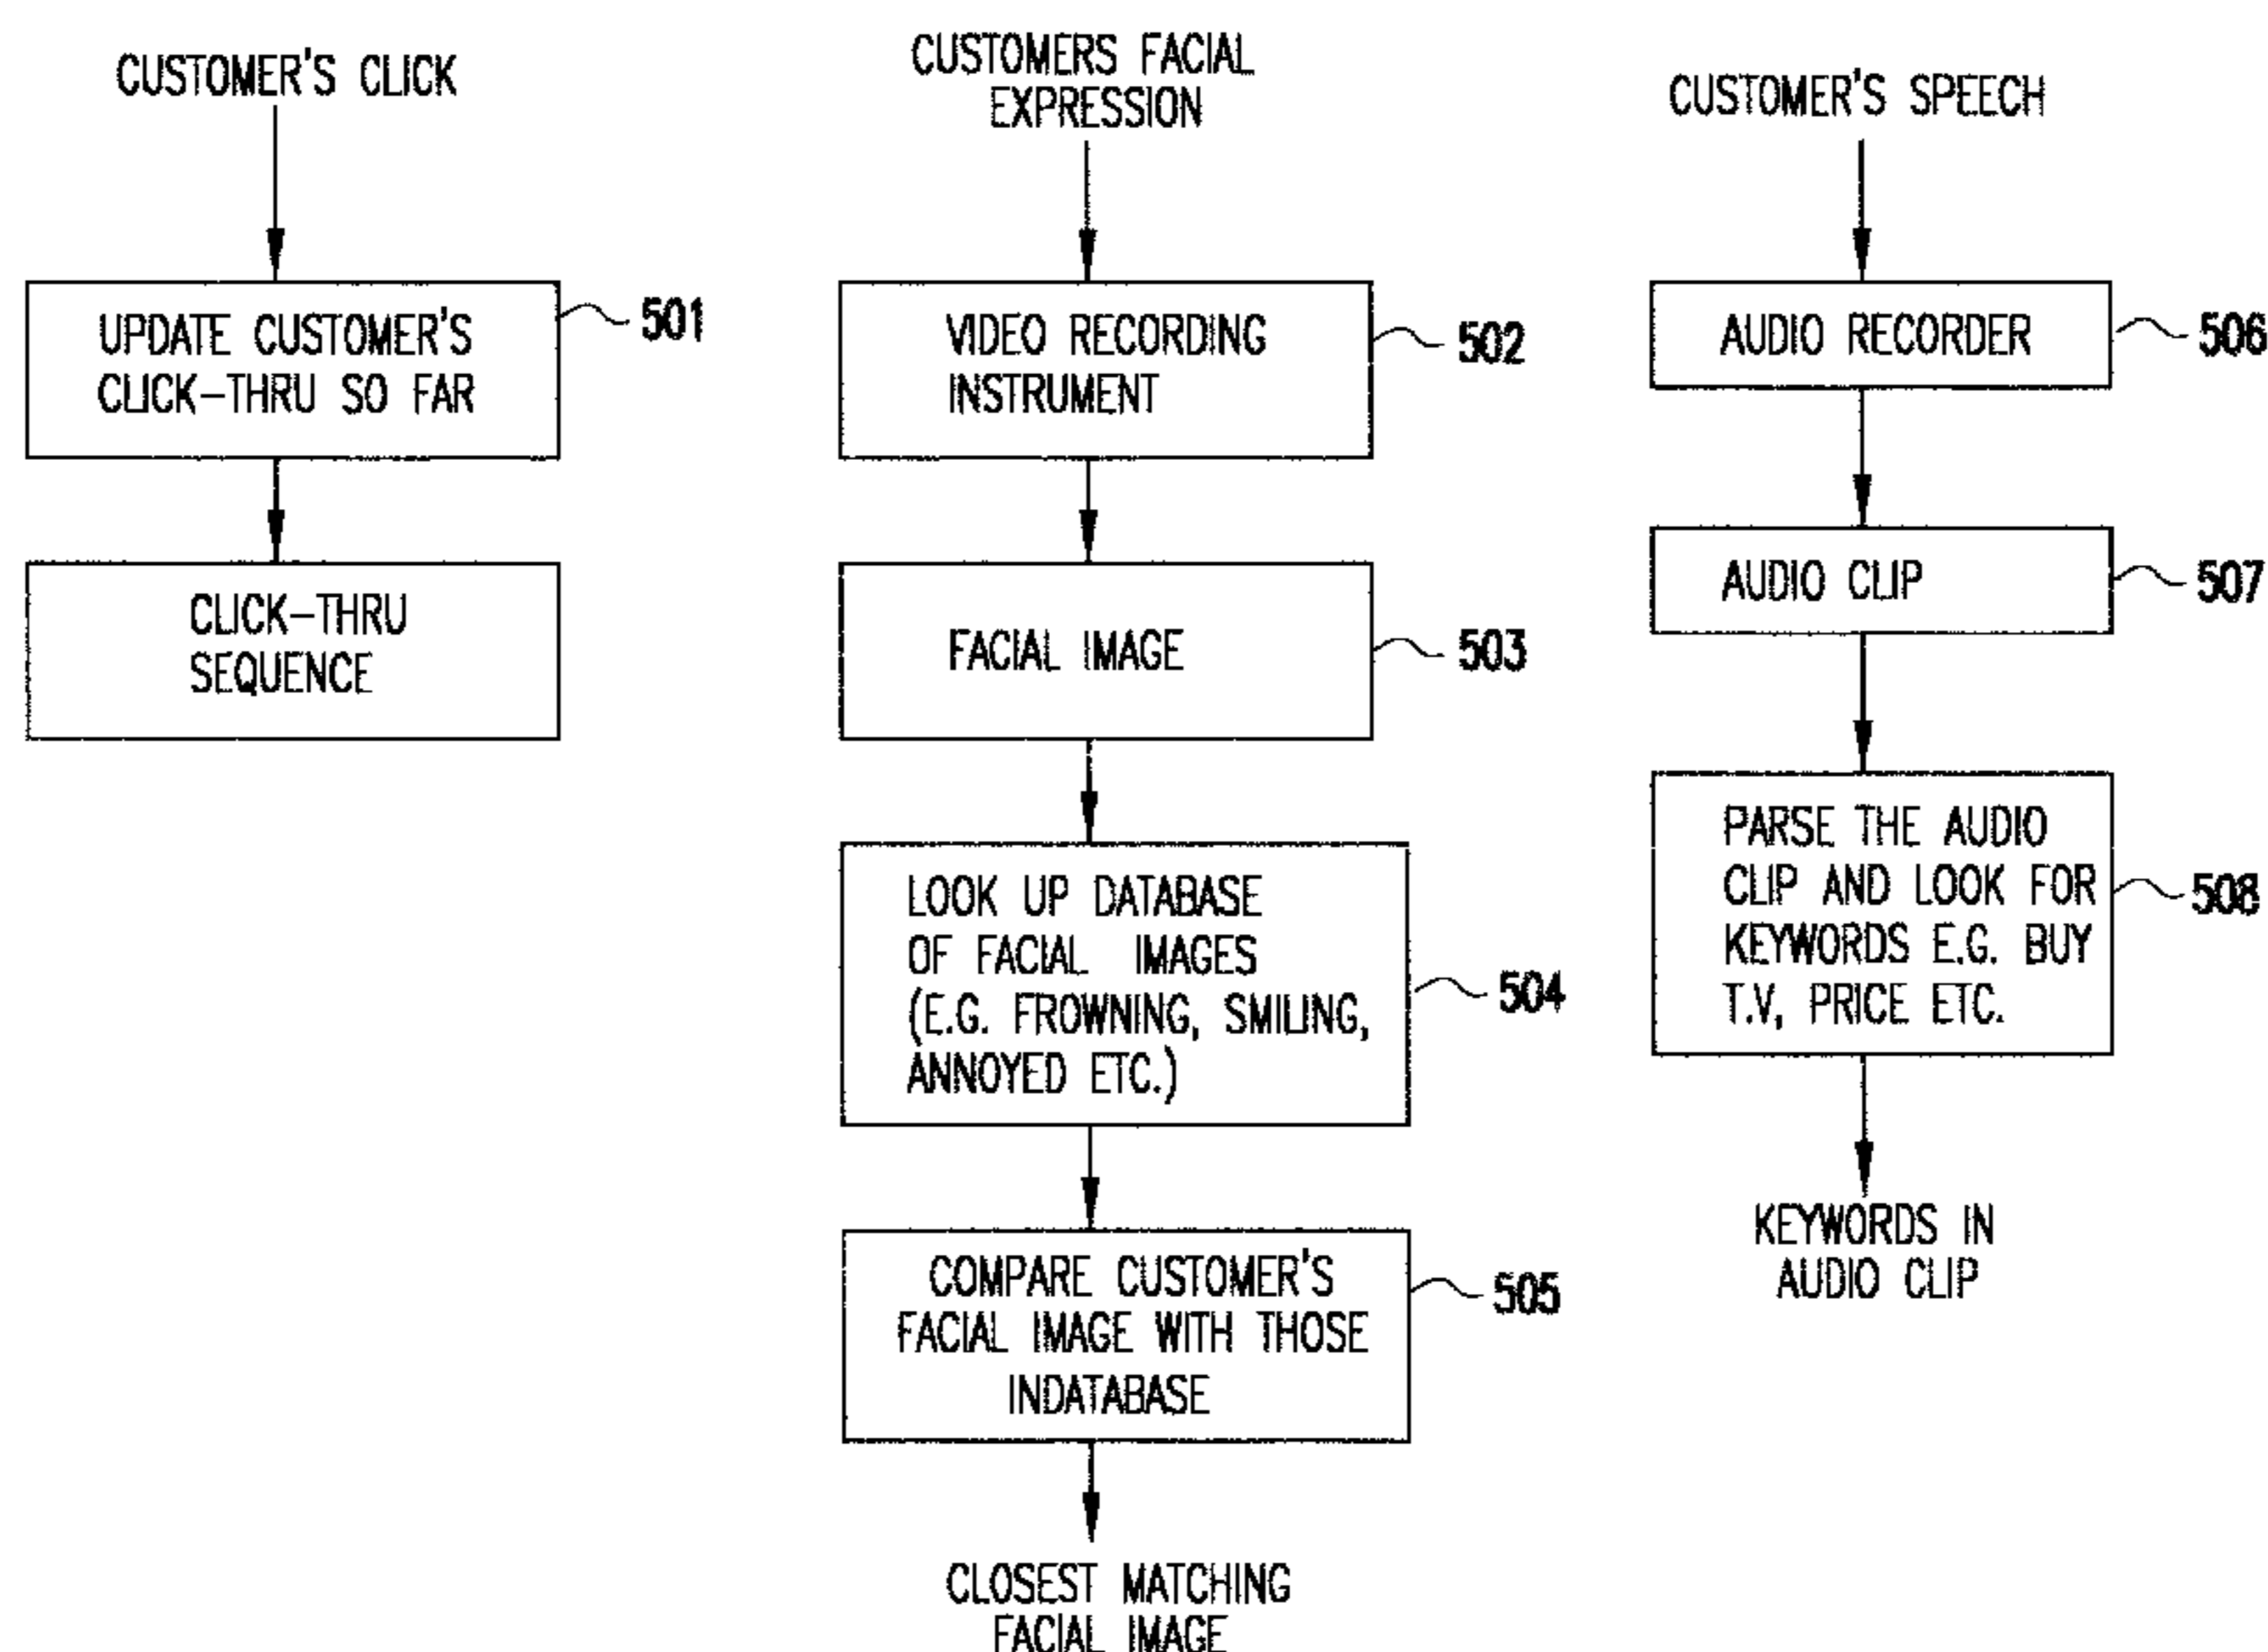 CUSTOMER'S CLICK
UPDATE CUSTOMER'S
CLICK-THRU SO FAR
501
CLICK-THRU
SEQUENCE
CUSTOMERS FACIAL
EXPRESSION
VIDEO RECORDING
INSTRUMENT
502
FACIAL IMAGE
503
LOOK UP DATABASE
OF FACIAL IMAGES
(E.G. FROWNING, SMILING,
ANNOYED ETC.)
504
COMPARE CUSTOMER'S
FACIAL IMAGE WITH THOSE
INDATABASE
505
CLOSEST MATCHING
FACIAL IMAGE
CUSTOMER'S SPEECH
AUDIO RECORDER
506
AUDIO CLIP
507
PARSE THE AUDIO
CLIP AND LOOK FOR
KEYWORDS E.G. BUY
T.V, PRICE ETC.
508
KEYWORDS IN
AUDIO CLIP